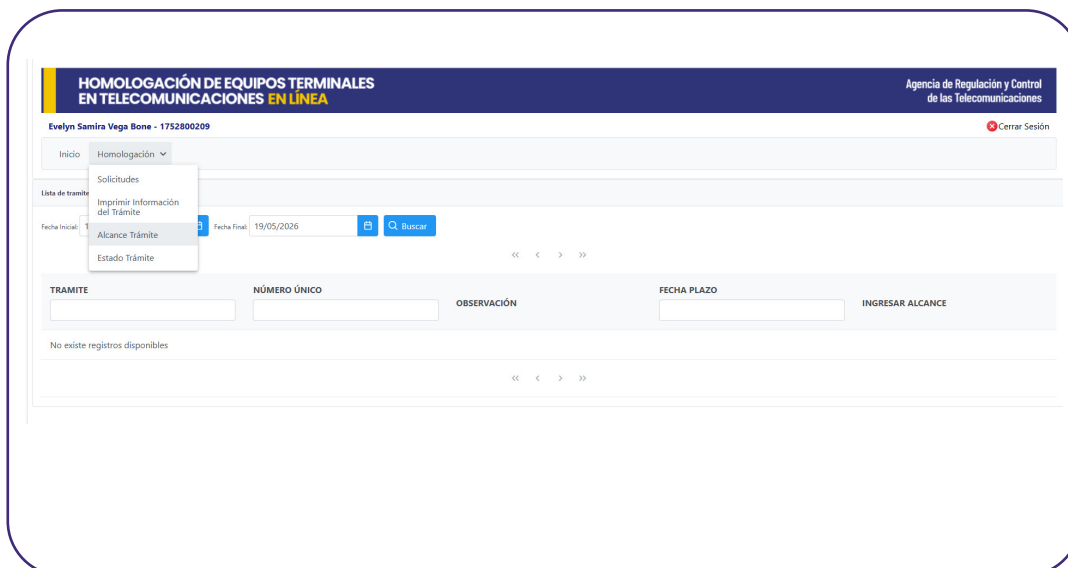 HOMOLOGACIÓN DE EQUIPOS TERMINALES
EN TELECOMUNICACIONES EN LÍNEA
Agencia de Regulación y Control
de las Telecomunicaciones
Evelyn Samira Vega Bone - 1752800209
Cerrar Sesión
Inicio
Homologación
Solicitudes
Imprimir Información
del Trámite
Alcance Trámite
Estado Trámite
Lista de tramite
Fecha Inicial: 1
Fecha Final: 19/05/2026
Buscar
TRAMITE
NÚMERO ÚNICO
OBSERVACIÓN
FECHA PLAZO
INGRESAR ALCANCE
No existe registros disponibles